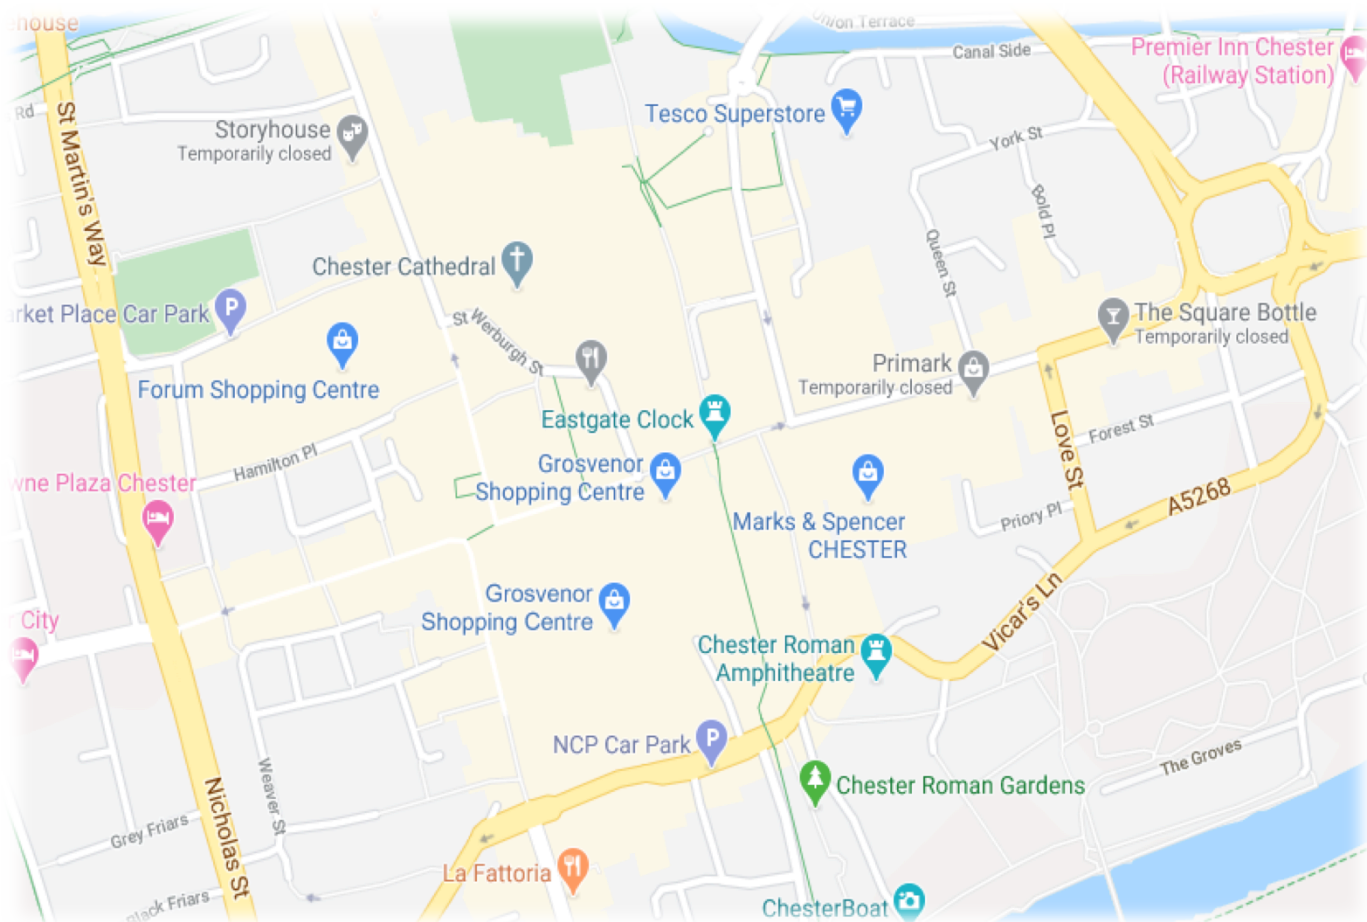 ehouse
Union Terrace
Canal Side
Premier Inn Chester
(Railway Station)
Rd
St Martin's Way
Storyhouse
Temporarily closed
Tesco Superstore
York St
Bold Pl
Queen St
Chester Cathedral
arket Place Car Park
P
St Werburgh St
The Square Bottle
Temporarily closed
Forum Shopping Centre
Primark
Temporarily closed
Eastgate Clock
Love St
Forest St
Hamilton Pl
Grosvenor
Shopping Centre
wne Plaza Chester
Marks & Spencer
CHESTER
Priory Pl
A5268
Grosvenor
Shopping Centre
City
Vicar's Ln
Chester Roman
Amphitheatre
NCP Car Park
P
The Groves
Chester Roman Gardens
Weaver St
Nicholas St
Grey Friars
La Fattoria
Black Friars
ChesterBoat